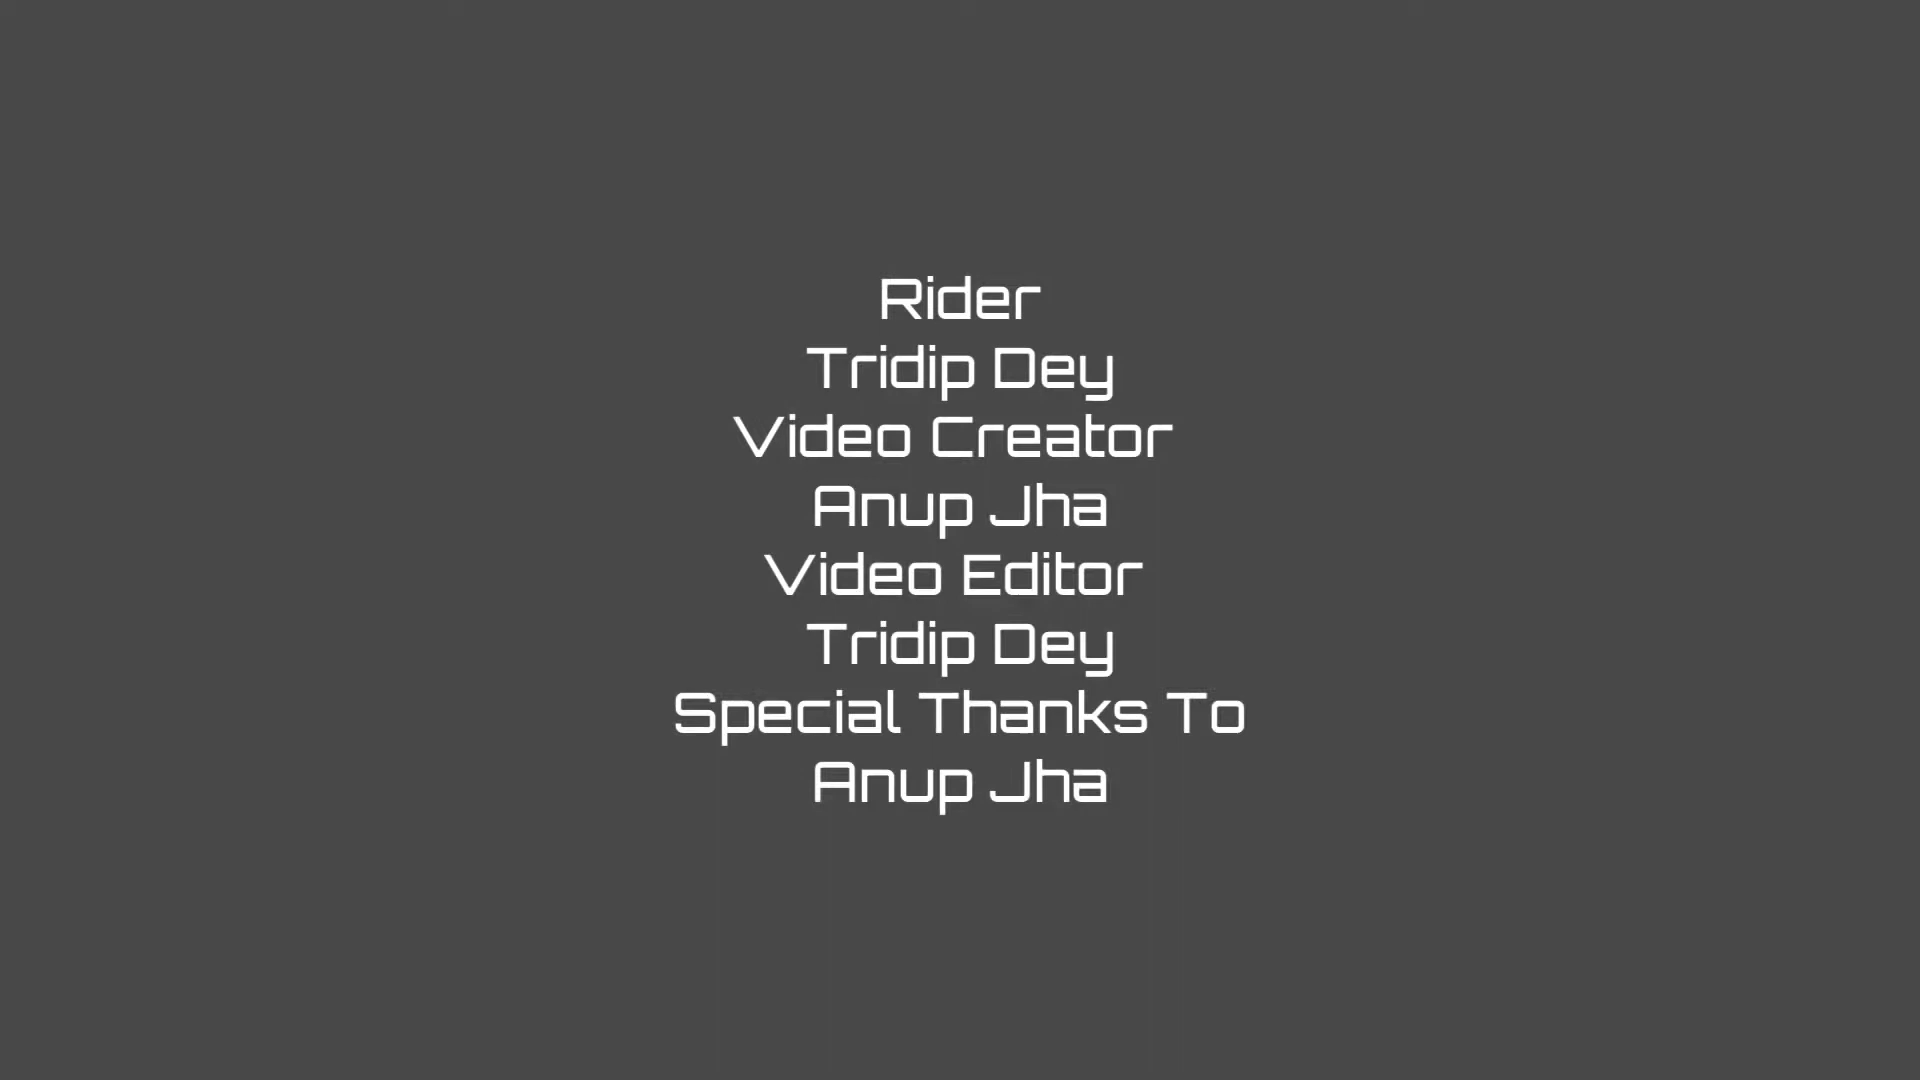 Rider
Tridip Dey
Video Creator
Anup Jha
Video Editor
Tridip Dey
Special Thanks To
Anup Jha